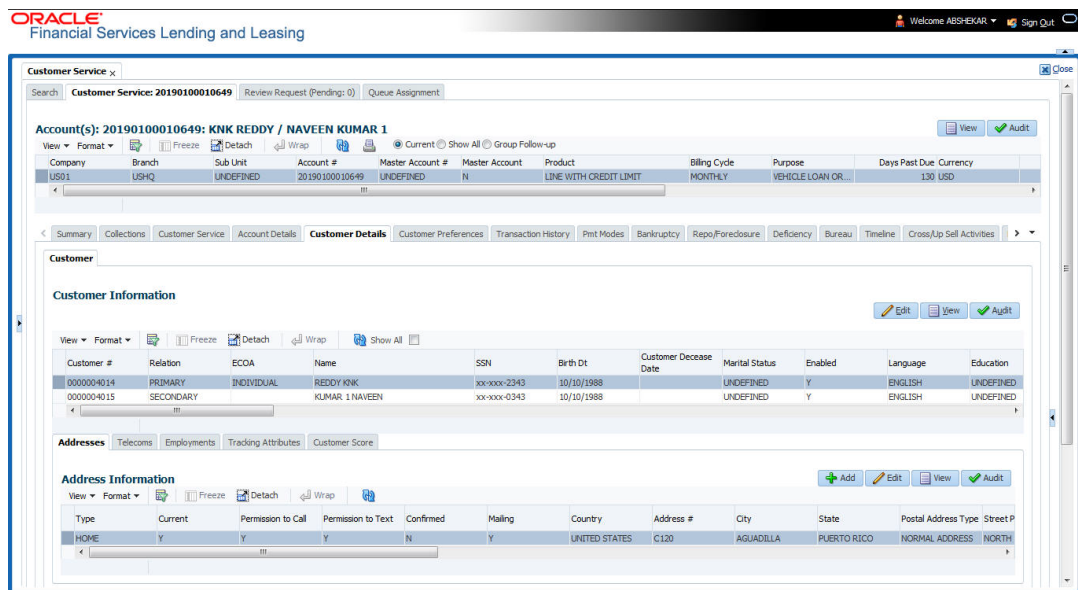 ORACLE
Financial Services Lending and Leasing
Welcome ABSHEKAR Sign Out
Customer Service x Close
Search Customer Service: 20190100010649 Review Request (Pending: 0) Queue Assignment
View Audit
Account(s): 20190100010649: KNK REDDY / NAVEEN KUMAR 1
View Format Freeze Detach Wrap Current Show All Group Follow-up
Company Branch Sub Unit Account # Master Account # Master Account Product Billing Cycle Purpose Days Past Due Currency
US01 USHQ UNDEFINED 20190100010649 UNDEFINED N LINE WITH CREDIT LIMIT MONTHLY VEHICLE LOAN OR... 130 USD
Summary Collections Customer Service Account Details Customer Details Customer Preferences Transaction History Pmt Modes Bankruptcy Repo/Foreclosure Deficiency Bureau Timeline Cross/Up Sell Activities
Customer
Customer Information
Edit View Audit
View Format Freeze Detach Wrap Show All
Customer # Relation ECOA Name SSN Birth Dt Customer Decease Date Marital Status Enabled Language Education
0000004014 PRIMARY INDIVIDUAL REDDY KNK xx-xxx-2343 10/10/1988 UNDEFINED Y ENGLISH UNDEFINED
0000004015 SECONDARY KUMAR 1 NAVEEN xx-xxx-0343 10/10/1988 UNDEFINED Y ENGLISH UNDEFINED
Addresses Telecoms Employments Tracking Attributes Customer Score
Address Information
Add Edit View Audit
View Format Freeze Detach Wrap
Type Current Permission to Call Permission to Text Confirmed Mailing Country Address # City State Postal Address Type Street P
HOME Y Y Y N Y UNITED STATES C120 AGUADILLA PUERTO RICO NORMAL ADDRESS NORTH